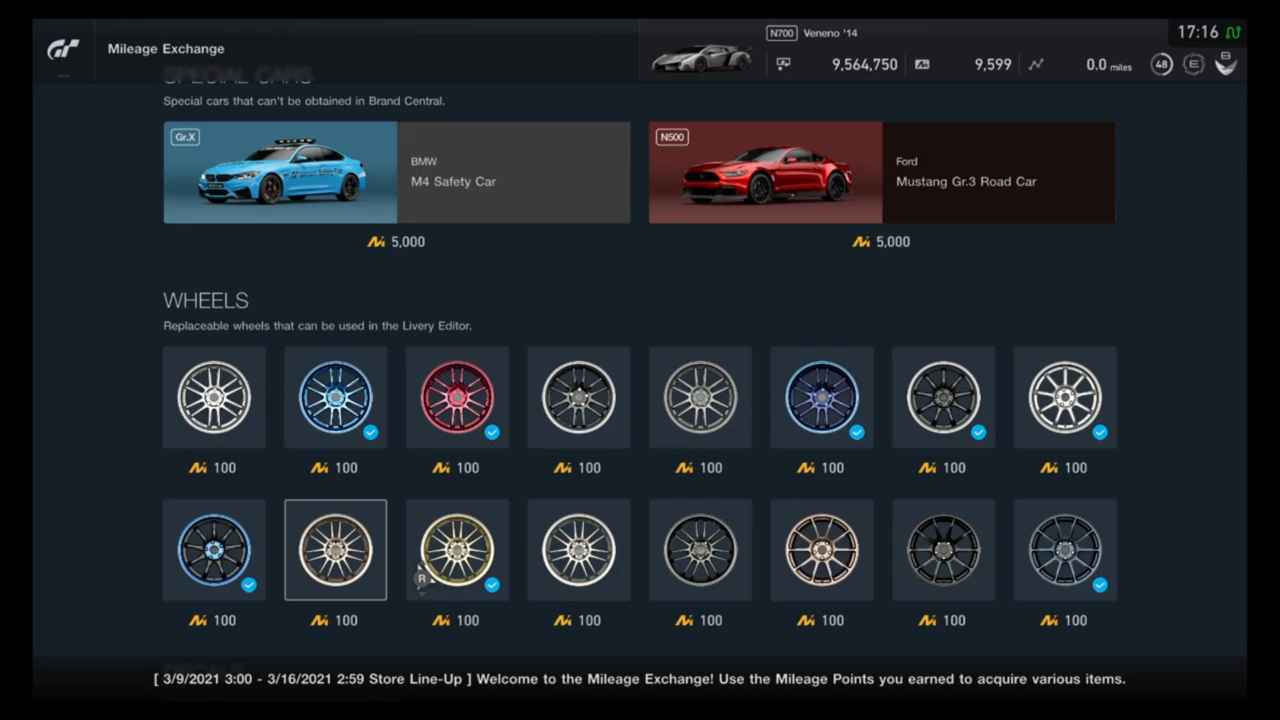 Mileage Exchange
N700 Veneno '14
17:16
9,564,750
9,599
0.0 miles
48
E
B
SPECIAL CARS
Special cars that can't be obtained in Brand Central.
Gr.X
BMW
M4 Safety Car
N500
Ford
Mustang Gr.3 Road Car
5,000
5,000
WHEELS
Replaceable wheels that can be used in the Livery Editor.
100 100 100 100 100 100 100 100
R
100 100 100 100 100 100 100 100
[ 3/9/2021 3:00 - 3/16/2021 2:59 Store Line-Up ] Welcome to the Mileage Exchange! Use the Mileage Points you earned to acquire various items.